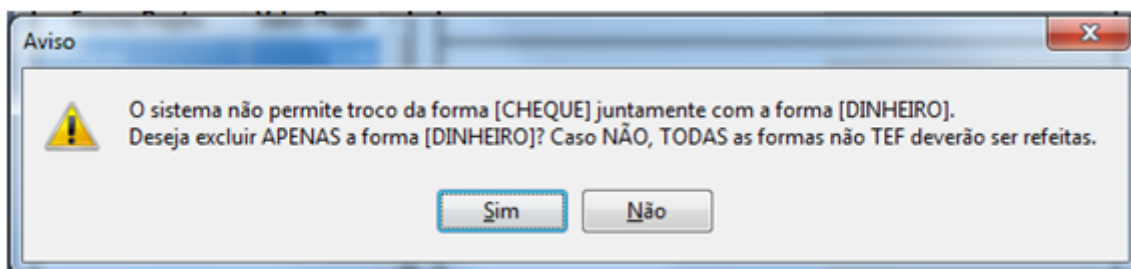 Aviso
O sistema não permite troco da forma [CHEQUE] juntamente com a forma [DINHEIRO].
Deseja excluir APENAS a forma [DINHEIRO]? Caso NÃO, TODAS as formas não TEF deverão ser refeitas.
Sim
Não